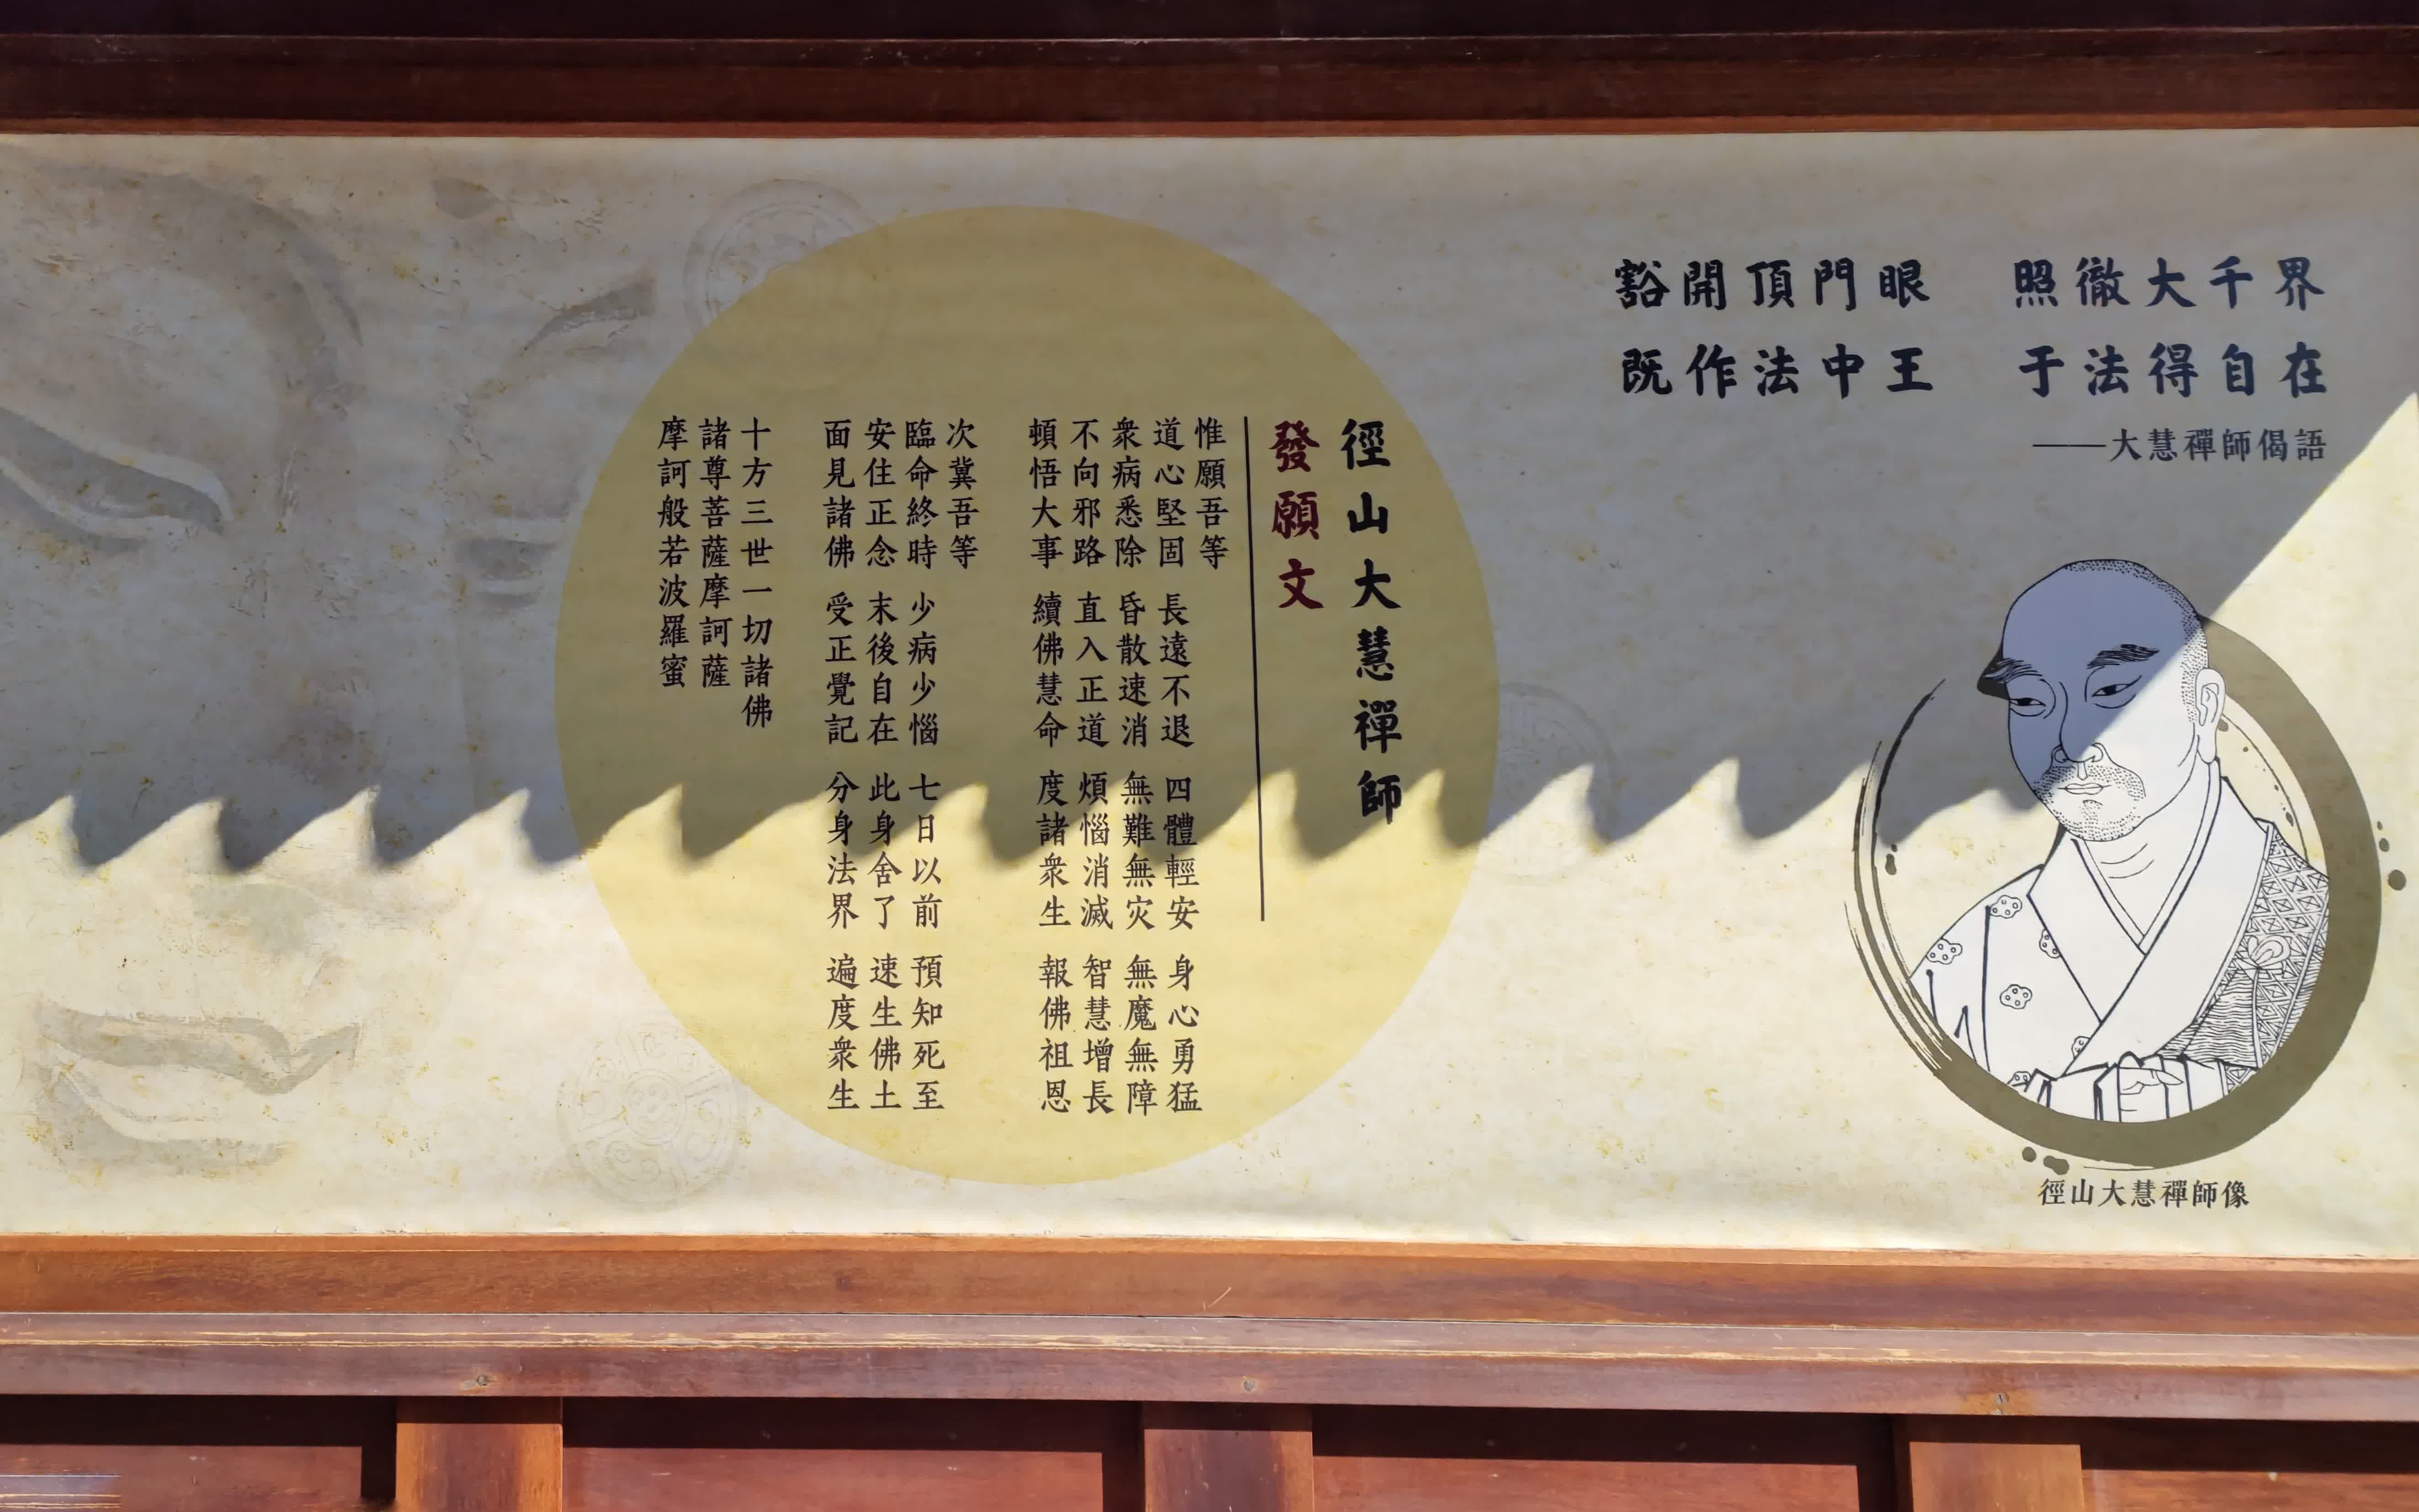 豁開頂門眼 照徹大千界
既作法中王 于法得自在
——大慧禪師偈語
徑山大慧禪師
發願文
惟願吾等
道心堅固 長遠不退 四體輕安 身心勇猛
衆病悉除 昏散速消 無難無灾 無魔無障
不向邪路 直入正道 煩惱消滅 智慧增長
頓悟大事 續佛慧命 度諸衆生 報佛祖恩
次冀吾等
臨命終時 少病少惱 七日以前 預知死至
安住正念 末後自在 此身舍了 速生佛土
面見諸佛 受正覺記 分身法界 遍度衆生
十方三世一切諸佛
諸尊菩薩摩訶薩
摩訶般若波羅蜜
徑山大慧禪師像